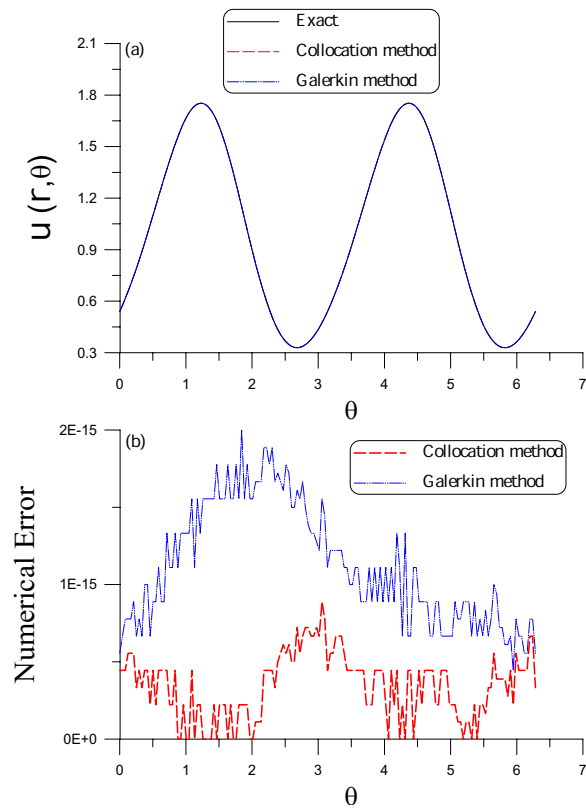 Exact
Collocation method
Galerkin method
(a)
2.1
1.8
1.5
1.2
0.9
0.6
0.3
u (r,θ)
0 1 2 3 4 5 6 7
θ
(b)
Collocation method
Galerkin method
2E-15
1E-15
0E+0
Numerical Error
0 1 2 3 4 5 6 7
θ